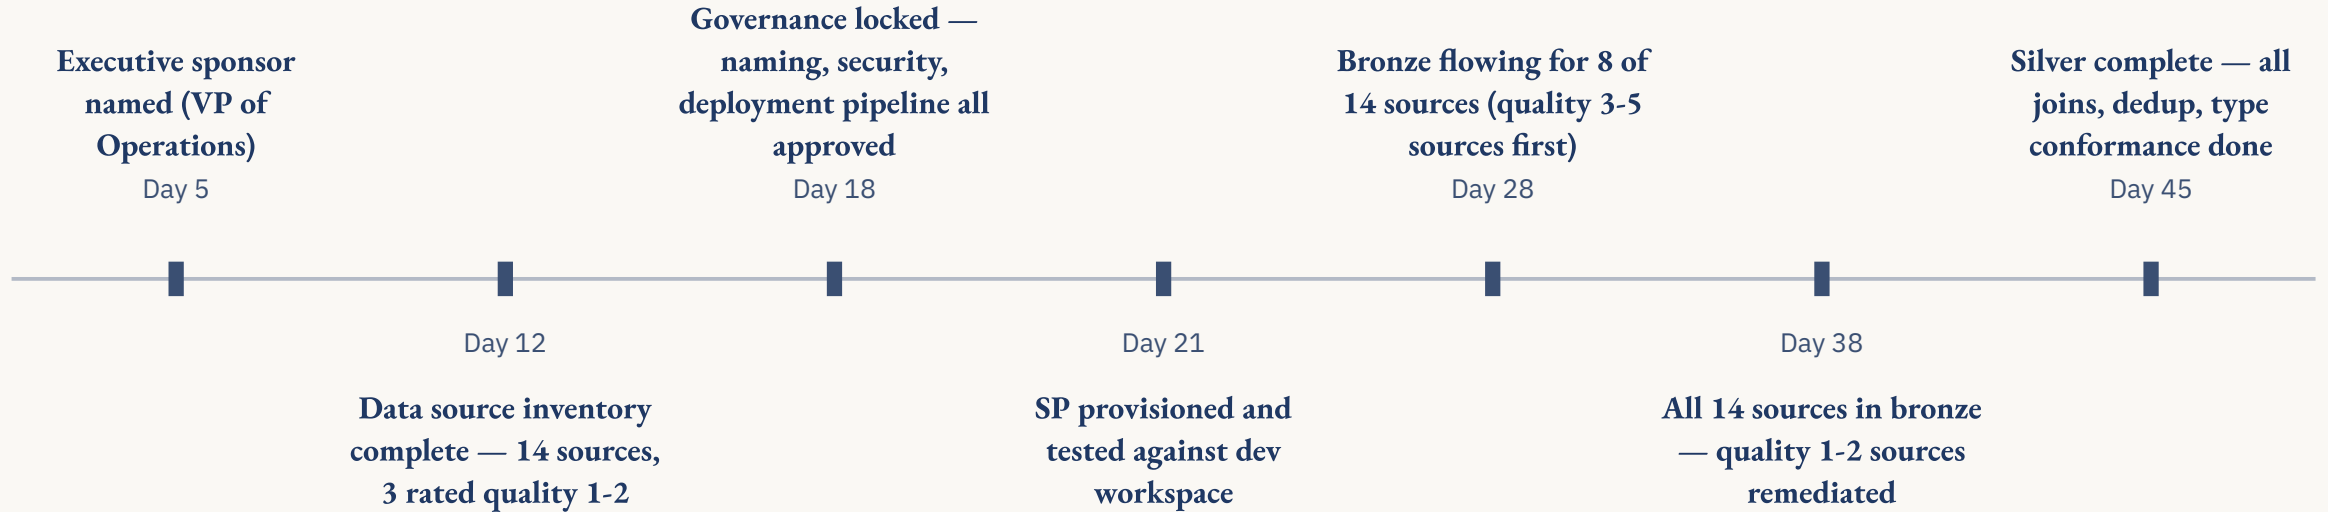 Executive sponsor
named (VP of
Operations)
Day 5
Day 12
Data source inventory
complete — 14 sources,
3 rated quality 1-2
Governance locked —
naming, security,
deployment pipeline all
approved
Day 18
Day 21
SP provisioned and
tested against dev
workspace
Bronze flowing for 8 of
14 sources (quality 3-5
sources first)
Day 28
Day 38
All 14 sources in bronze
— quality 1-2 sources
remediated
Silver complete — all
joins, dedup, type
conformance done
Day 45